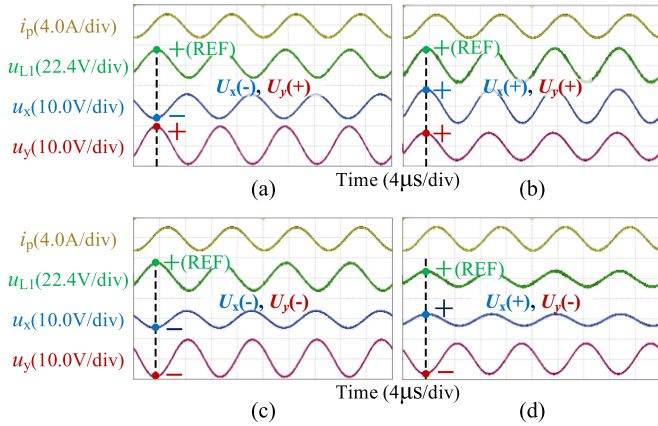 i_p(4.0A/div)
u_L1(22.4V/div)
u_x(10.0V/div)
u_y(10.0V/div)
+(REF)
U_x(-), U_y(+)
−
+
(a)
+(REF)
+
U_x(+), U_y(+)
+
(b)
Time (4μs/div)
i_p(4.0A/div)
u_L1(22.4V/div)
u_x(10.0V/div)
u_y(10.0V/div)
+(REF)
U_x(-), U_y(-)
−
−
(c)
+(REF)
+
U_x(+), U_y(-)
−
(d)
Time (4μs/div)